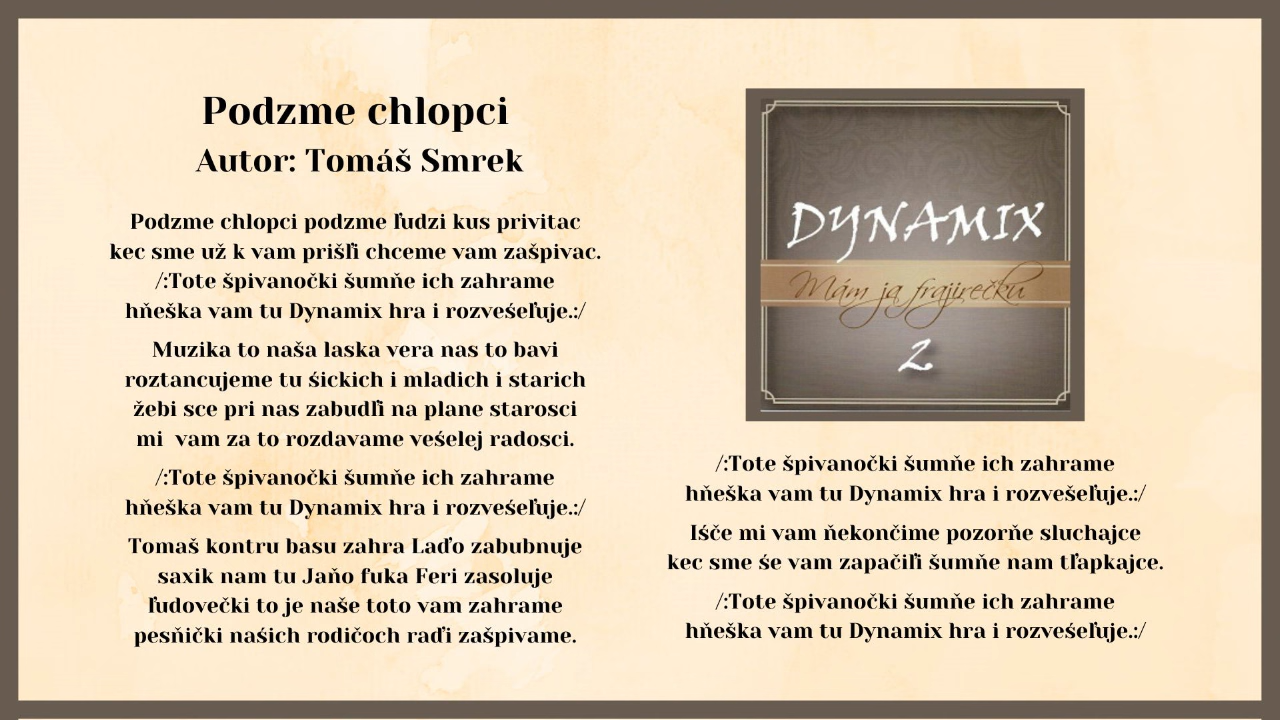 Podzme chlopci
Autor: Tomáš Smrek
Podzme chlopci podzme ľudzi kus privitac
kec sme už k vam prišľi chceme vam zašpivac.
/:Tote špivanočki šumňe ich zahrame
hňeška vam tu Dynamix hra i rozveśeľuje.:/
Muzika to naša laska vera nas to bavi
roztancujeme tu śickich i mladich i starich
žebi sce pri nas zabudľi na plane starosci
mi  vam za to rozdavame veśelej radosci.
/:Tote špivanočki šumňe ich zahrame
hňeška vam tu Dynamix hra i rozveśeľuje.:/
Tomaš kontru basu zahra Laďo zabubnuje
saxik nam tu Jaňo fuka Feri zasoluje
ľudovečki to je naše toto vam zahrame
pesňički naśich rodičoch raďi zašpivame.
DYNAMIX
Mám ja frajirečku
2
/:Tote špivanočki šumňe ich zahrame
hňeška vam tu Dynamix hra i rozvešeľuje.:/
Iśče mi vam ňekončime pozorňe sluchajce
kec sme śe vam zapačiľi šumňe nam tľapkajce.
/:Tote špivanočki šumňe ich zahrame
hňeška vam tu Dynamix hra i rozveśeľuje.:/